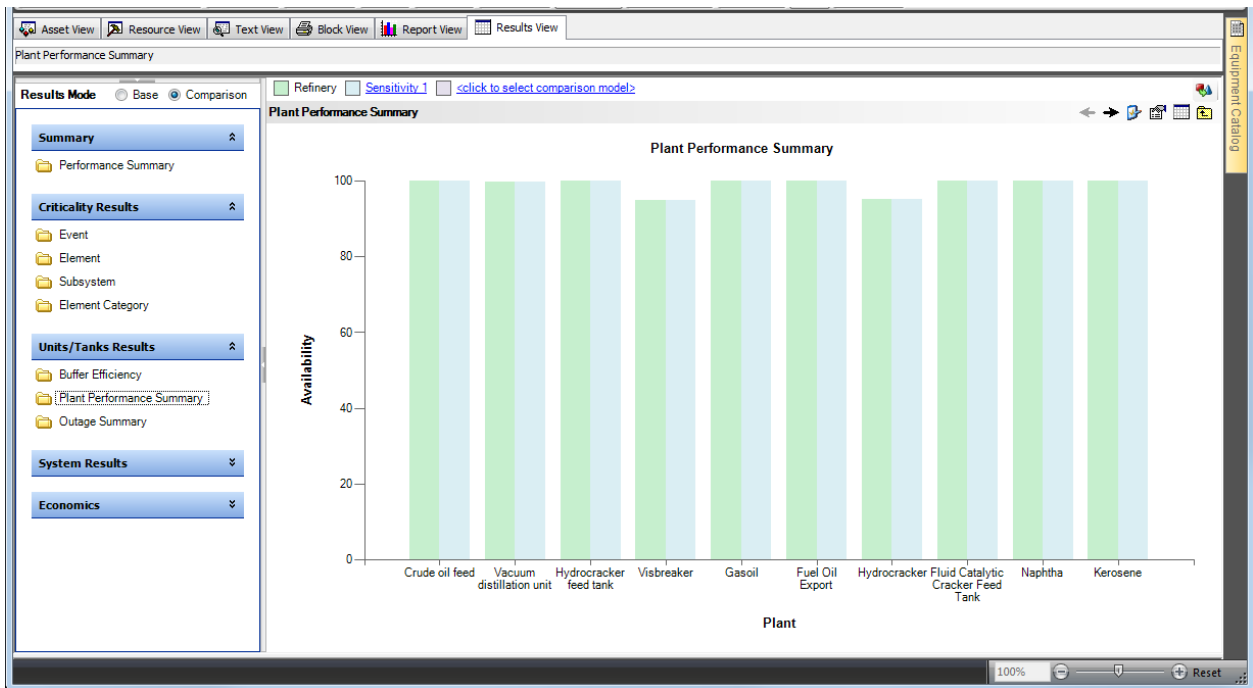 Asset View Resource View Text View Block View Report View Results View
Plant Performance Summary
Results Mode Base Comparison
Summary
Performance Summary
Criticality Results
Event
Element
Subsystem
Element Category
Units/Tanks Results
Buffer Efficiency
Plant Performance Summary
Outage Summary
System Results
Economics
Refinery Sensitivity 1 <click to select comparison model>
Plant Performance Summary
Plant Performance Summary
Availability
100
80
60
40
20
0
Crude oil feed
Vacuum
distillation unit
Hydrocracker
feed tank
Visbreaker
Gasoil
Fuel Oil
Export
Hydrocracker
Fluid Catalytic
Cracker Feed
Tank
Naphtha
Kerosene
Plant
Equipment Catalog
100% Reset